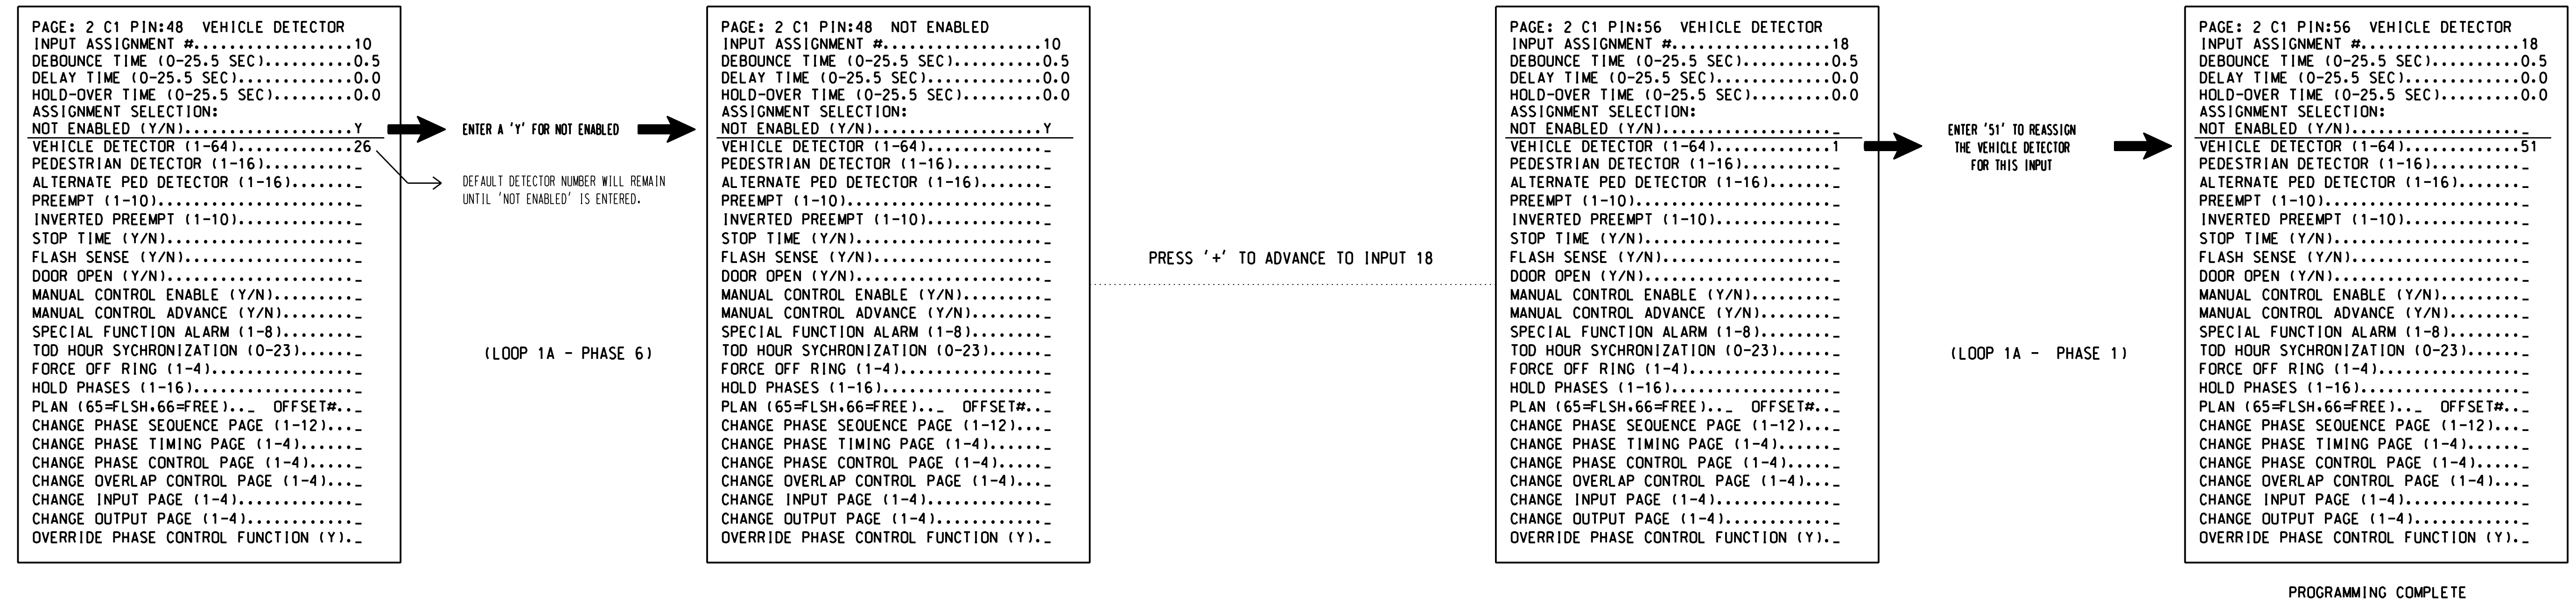 PAGE: 2 C1 PIN:48 VEHICLE DETECTOR
INPUT ASSIGNMENT #..................10
DEBOUNCE TIME (0-25.5 SEC)..........0.5
DELAY TIME (0-25.5 SEC).............0.0
HOLD-OVER TIME (0-25.5 SEC).........0.0
ASSIGNMENT SELECTION:
NOT ENABLED (Y/N)...................Y
VEHICLE DETECTOR (1-64).............26
PEDESTRIAN DETECTOR (1-16)..........._
ALTERNATE PED DETECTOR (1-16)......._
PREEMPT (1-10)......................_
INVERTED PREEMPT (1-10)............._
STOP TIME (Y/N)....................._
FLASH SENSE (Y/N)..................._
DOOR OPEN (Y/N)....................._
MANUAL CONTROL ENABLE (Y/N)........._
MANUAL CONTROL ADVANCE (Y/N)........_
SPECIAL FUNCTION ALARM (1-8)........_
TOD HOUR SYCHRONIZATION (0-23)......_
FORCE OFF RING (1-4)................_
HOLD PHASES (1-16).................._
PLAN (65=FLSH,66=FREE).._ OFFSET#.._
CHANGE PHASE SEQUENCE PAGE (1-12)..._
CHANGE PHASE TIMING PAGE (1-4)......_
CHANGE PHASE CONTROL PAGE (1-4)....._
CHANGE OVERLAP CONTROL PAGE (1-4)..._
CHANGE INPUT PAGE (1-4)............._
CHANGE OUTPUT PAGE (1-4)............_
OVERRIDE PHASE CONTROL FUNCTION (Y)._
ENTER A 'Y' FOR NOT ENABLED
DEFAULT DETECTOR NUMBER WILL REMAIN
UNTIL 'NOT ENABLED' IS ENTERED.
(LOOP 1A - PHASE 6)
PAGE: 2 C1 PIN:48 NOT ENABLED
INPUT ASSIGNMENT #..................10
DEBOUNCE TIME (0-25.5 SEC)..........0.5
DELAY TIME (0-25.5 SEC).............0.0
HOLD-OVER TIME (0-25.5 SEC).........0.0
ASSIGNMENT SELECTION:
NOT ENABLED (Y/N)...................Y
VEHICLE DETECTOR (1-64)............._
PEDESTRIAN DETECTOR (1-16).........._
ALTERNATE PED DETECTOR (1-16)......._
PREEMPT (1-10)......................_
INVERTED PREEMPT (1-10)............._
STOP TIME (Y/N)....................._
FLASH SENSE (Y/N)..................._
DOOR OPEN (Y/N)....................._
MANUAL CONTROL ENABLE (Y/N)........._
MANUAL CONTROL ADVANCE (Y/N)........_
SPECIAL FUNCTION ALARM (1-8)........_
TOD HOUR SYCHRONIZATION (0-23)......_
FORCE OFF RING (1-4)................_
HOLD PHASES (1-16).................._
PLAN (65=FLSH,66=FREE).._ OFFSET#.._
CHANGE PHASE SEQUENCE PAGE (1-12)..._
CHANGE PHASE TIMING PAGE (1-4)......_
CHANGE PHASE CONTROL PAGE (1-4)....._
CHANGE OVERLAP CONTROL PAGE (1-4)..._
CHANGE INPUT PAGE (1-4)............._
CHANGE OUTPUT PAGE (1-4)............_
OVERRIDE PHASE CONTROL FUNCTION (Y)._
PRESS '+' TO ADVANCE TO INPUT 18
PAGE: 2 C1 PIN:56 VEHICLE DETECTOR
INPUT ASSIGNMENT #..................18
DEBOUNCE TIME (0-25.5 SEC)..........0.5
DELAY TIME (0-25.5 SEC).............0.0
HOLD-OVER TIME (0-25.5 SEC).........0.0
ASSIGNMENT SELECTION:
NOT ENABLED (Y/N)..................._
VEHICLE DETECTOR (1-64).............1
PEDESTRIAN DETECTOR (1-16).........._
ALTERNATE PED DETECTOR (1-16)......._
PREEMPT (1-10)......................_
INVERTED PREEMPT (1-10)............._
STOP TIME (Y/N)....................._
FLASH SENSE (Y/N)..................._
DOOR OPEN (Y/N)....................._
MANUAL CONTROL ENABLE (Y/N)........._
MANUAL CONTROL ADVANCE (Y/N)........_
SPECIAL FUNCTION ALARM (1-8)........_
TOD HOUR SYCHRONIZATION (0-23)......_
FORCE OFF RING (1-4)................_
HOLD PHASES (1-16).................._
PLAN (65=FLSH,66=FREE).._ OFFSET#.._
CHANGE PHASE SEQUENCE PAGE (1-12)..._
CHANGE PHASE TIMING PAGE (1-4)......_
CHANGE PHASE CONTROL PAGE (1-4)....._
CHANGE OVERLAP CONTROL PAGE (1-4)..._
CHANGE INPUT PAGE (1-4)............._
CHANGE OUTPUT PAGE (1-4)............_
OVERRIDE PHASE CONTROL FUNCTION (Y)._
ENTER '51' TO REASSIGN
THE VEHICLE DETECTOR
FOR THIS INPUT
(LOOP 1A - PHASE 1)
PAGE: 2 C1 PIN:56 VEHICLE DETECTOR
INPUT ASSIGNMENT #..................18
DEBOUNCE TIME (0-25.5 SEC)..........0.5
DELAY TIME (0-25.5 SEC).............0.0
HOLD-OVER TIME (0-25.5 SEC).........0.0
ASSIGNMENT SELECTION:
NOT ENABLED (Y/N)..................._
VEHICLE DETECTOR (1-64).............51
PEDESTRIAN DETECTOR (1-16).........._
ALTERNATE PED DETECTOR (1-16)......._
PREEMPT (1-10)......................_
INVERTED PREEMPT (1-10)............._
STOP TIME (Y/N)....................._
FLASH SENSE (Y/N)..................._
DOOR OPEN (Y/N)....................._
MANUAL CONTROL ENABLE (Y/N)........._
MANUAL CONTROL ADVANCE (Y/N)........_
SPECIAL FUNCTION ALARM (1-8)........_
TOD HOUR SYCHRONIZATION (0-23)......_
FORCE OFF RING (1-4)................_
HOLD PHASES (1-16).................._
PLAN (65=FLSH,66=FREE).._ OFFSET#.._
CHANGE PHASE SEQUENCE PAGE (1-12)..._
CHANGE PHASE TIMING PAGE (1-4)......_
CHANGE PHASE CONTROL PAGE (1-4)....._
CHANGE OVERLAP CONTROL PAGE (1-4)..._
CHANGE INPUT PAGE (1-4)............._
CHANGE OUTPUT PAGE (1-4)............_
OVERRIDE PHASE CONTROL FUNCTION (Y)._
PROGRAMMING COMPLETE